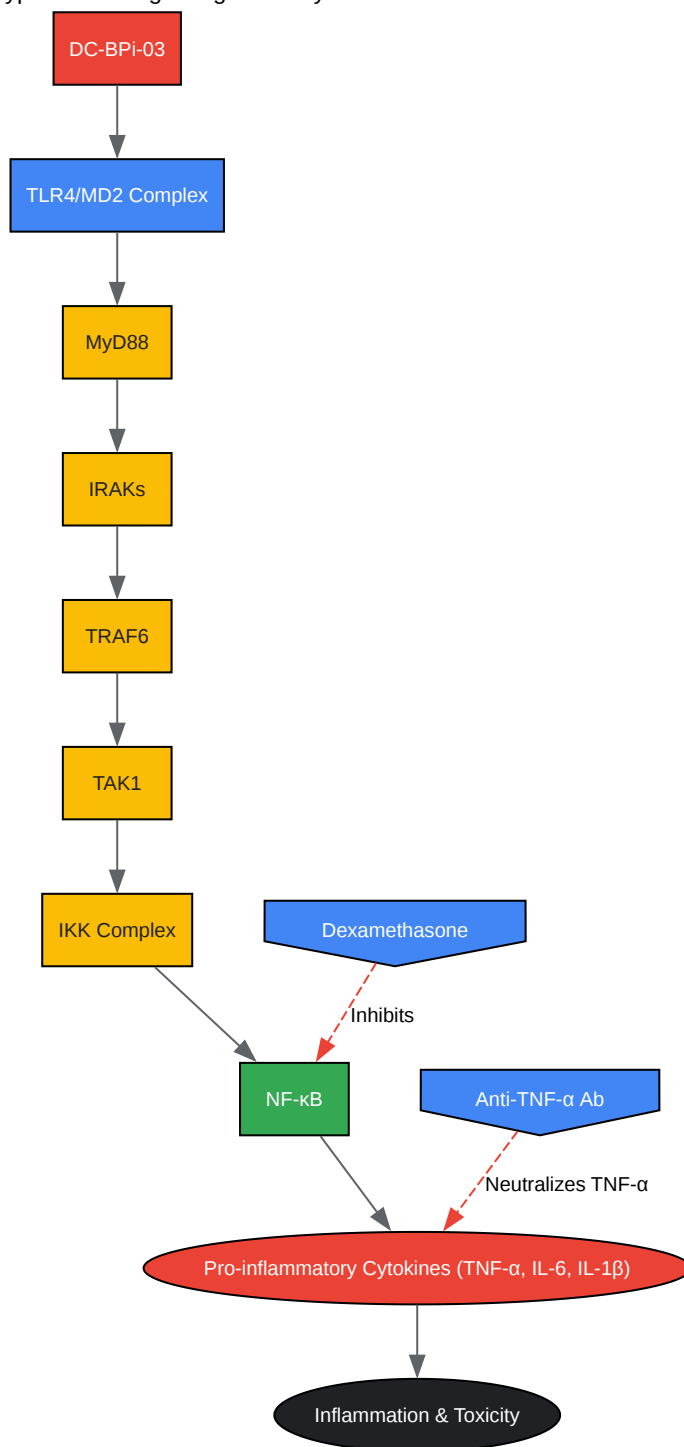 DC-BPi-03
TLR4/MD2 Complex
MyD88
IRAKs
TRAF6
TAK1
IKK Complex
Dexamethasone
Inhibits
NF-κB
Anti-TNF-α Ab
Neutralizes TNF-α
Pro-inflammatory Cytokines (TNF-α, IL-6, IL-1β)
Inflammation & Toxicity